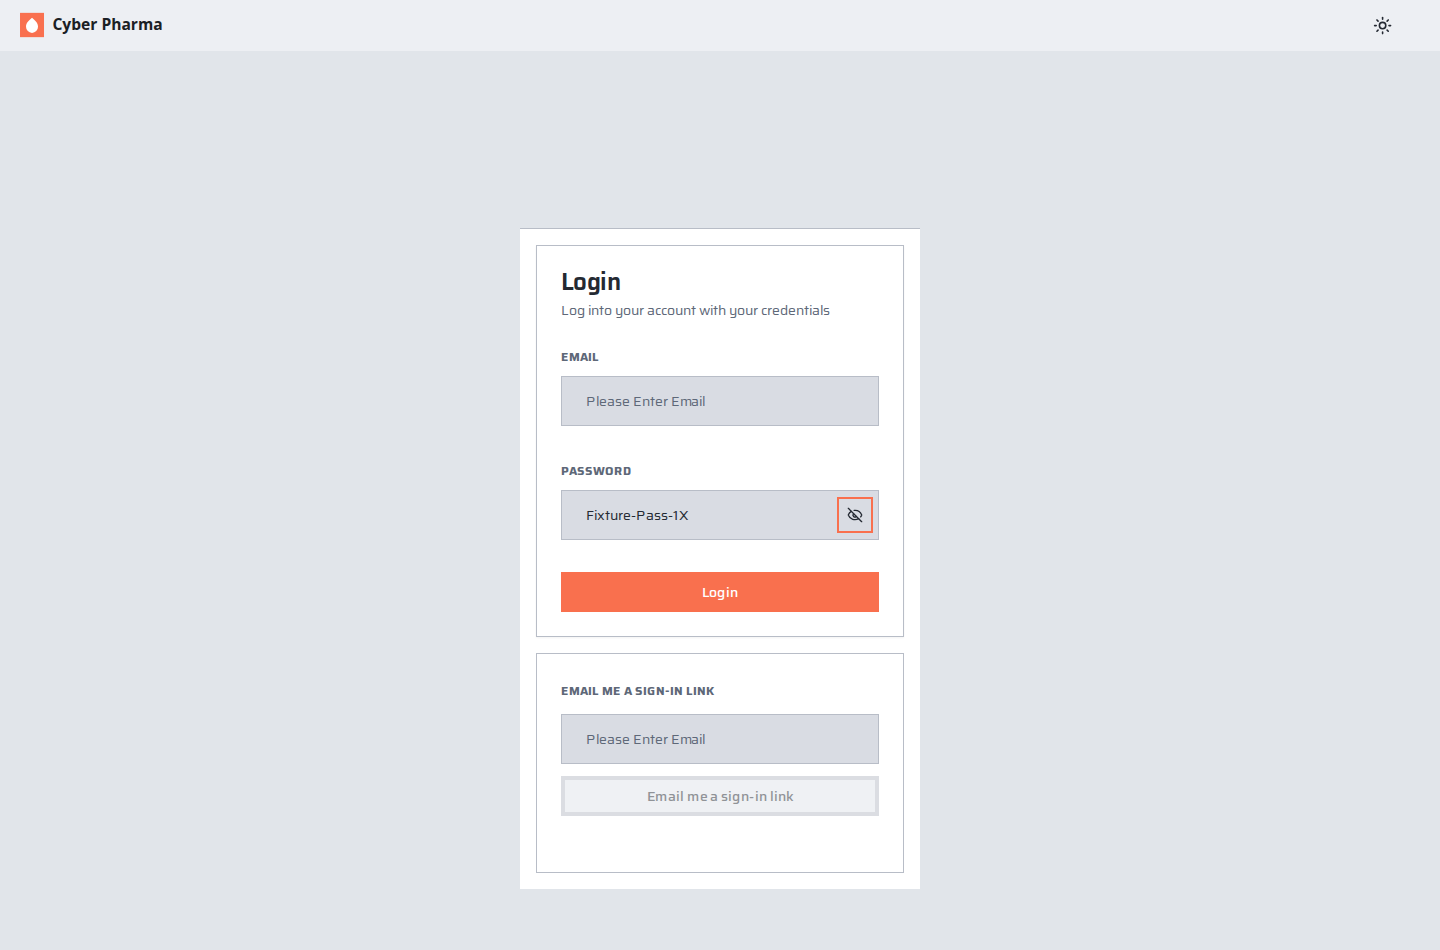 Cyber Pharma
Login
Log into your account with your credentials
EMAIL
Please Enter Email
PASSWORD
Fixture-Pass-1X
Login
EMAIL ME A SIGN-IN LINK
Please Enter Email
Email me a sign-in link